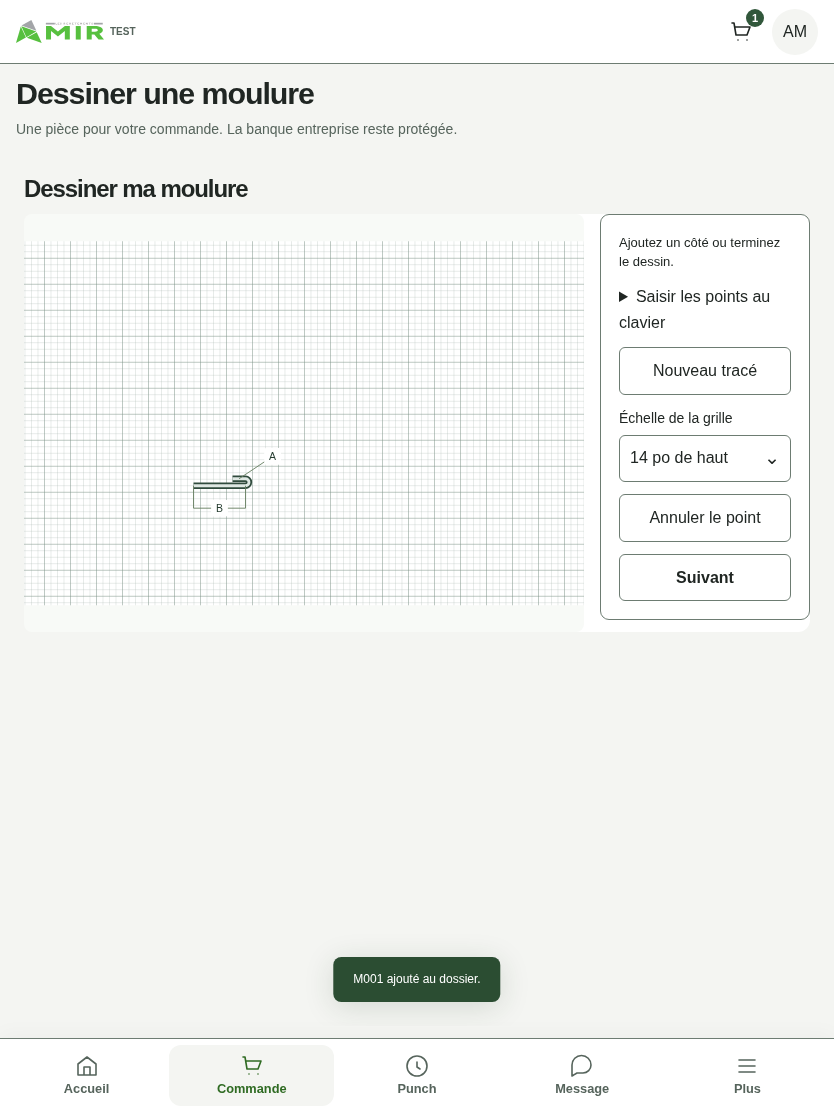 MIR TEST
1
AM
Dessiner une moulure
Une pièce pour votre commande. La banque entreprise reste protégée.
Dessiner ma moulure
Ajoutez un côté ou terminez
le dessin.
Saisir les points au
clavier
Nouveau tracé
Échelle de la grille
14 po de haut
Annuler le point
Suivant
A
B
M001 ajouté au dossier.
Accueil
Commande
Punch
Message
Plus